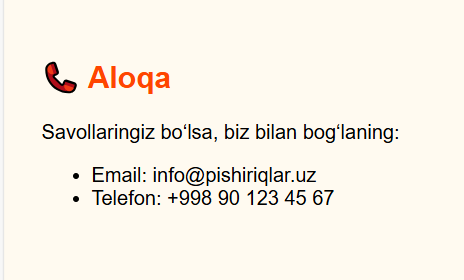 📞 Aloqa
Savollaringiz bo‘lsa, biz bilan bog‘laning:
• Email: info@pishiriqlar.uz
• Telefon: +998 90 123 45 67